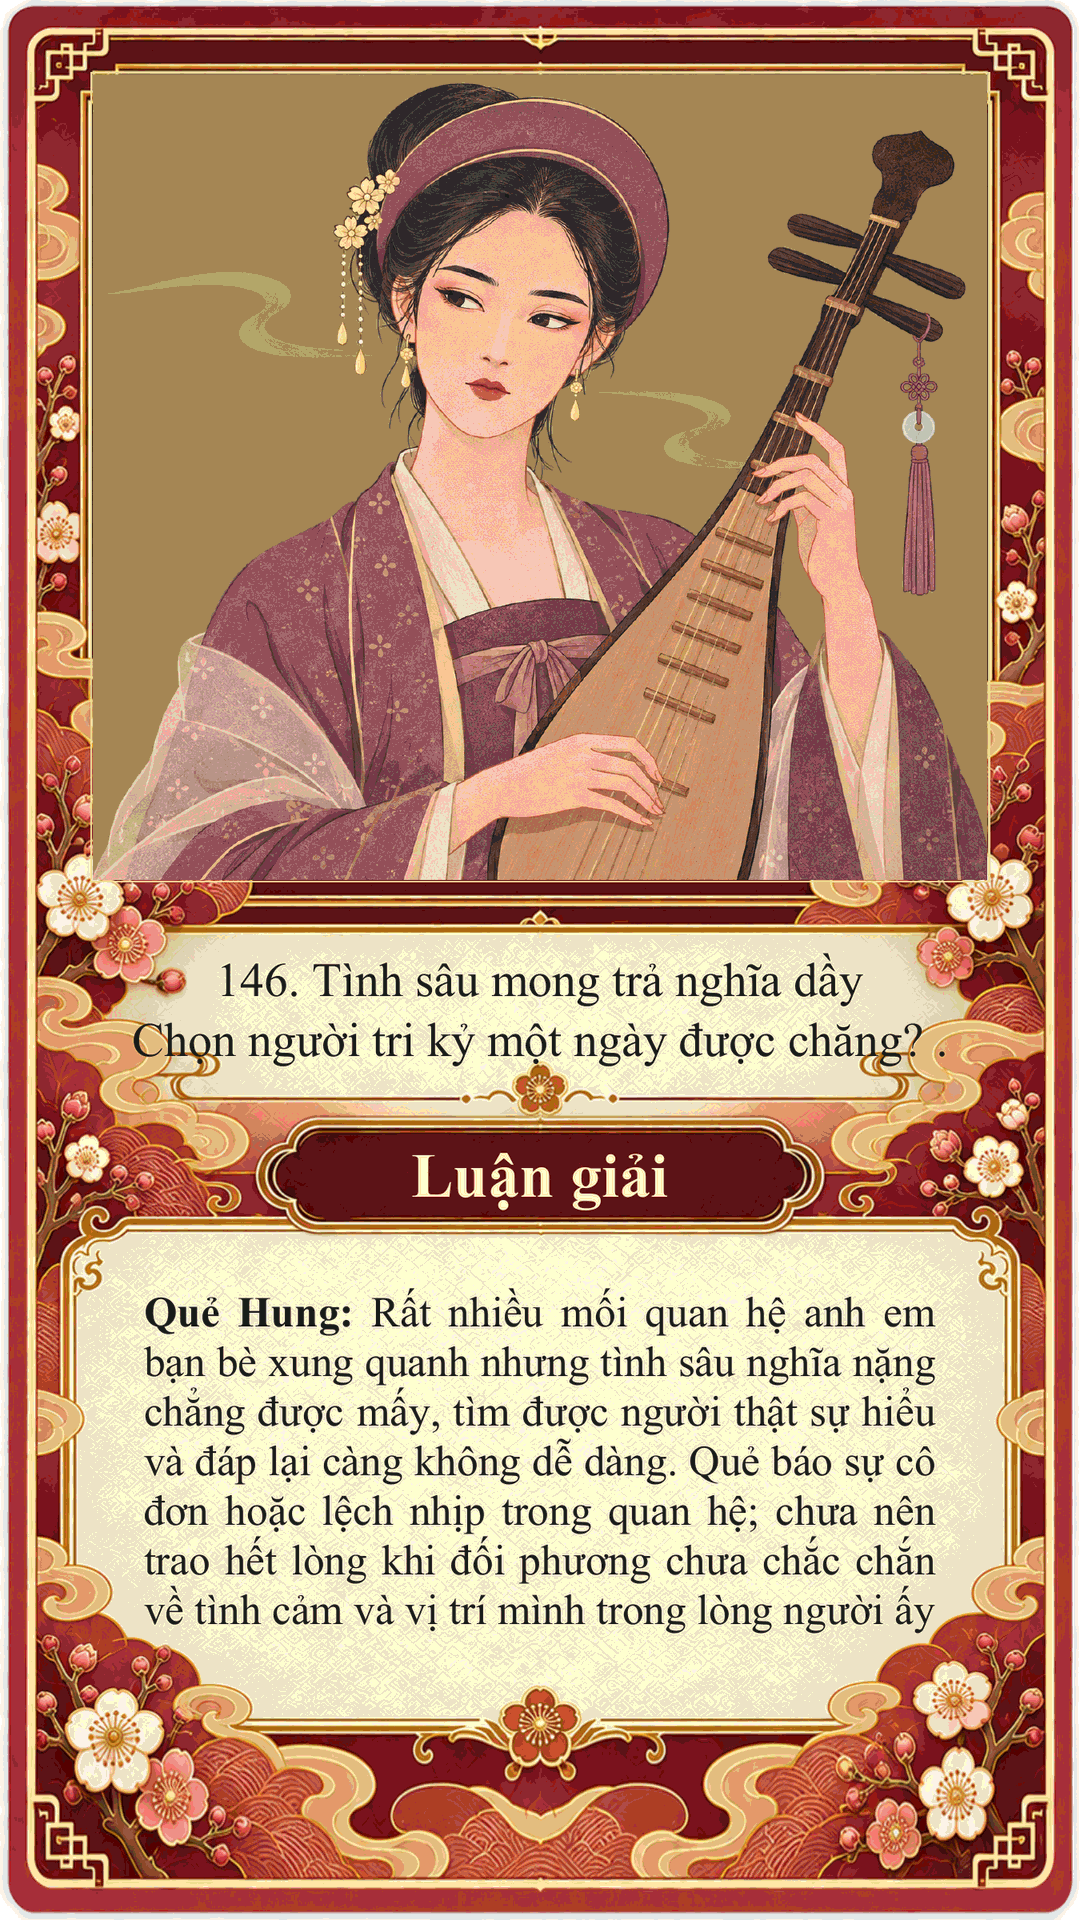 146. Tình sâu mong trả nghĩa dầy
Chọn người tri kỷ một ngày được chăng? .
Luận giải
Quẻ Hung: Rất nhiều mối quan hệ anh em
bạn bè xung quanh nhưng tình sâu nghĩa nặng
chẳng được mấy, tìm được người thật sự hiểu
và đáp lại càng không dễ dàng. Quẻ báo sự cô
đơn hoặc lệch nhịp trong quan hệ; chưa nên
trao hết lòng khi đối phương chưa chắc chắn
về tình cảm và vị trí mình trong lòng người ấy